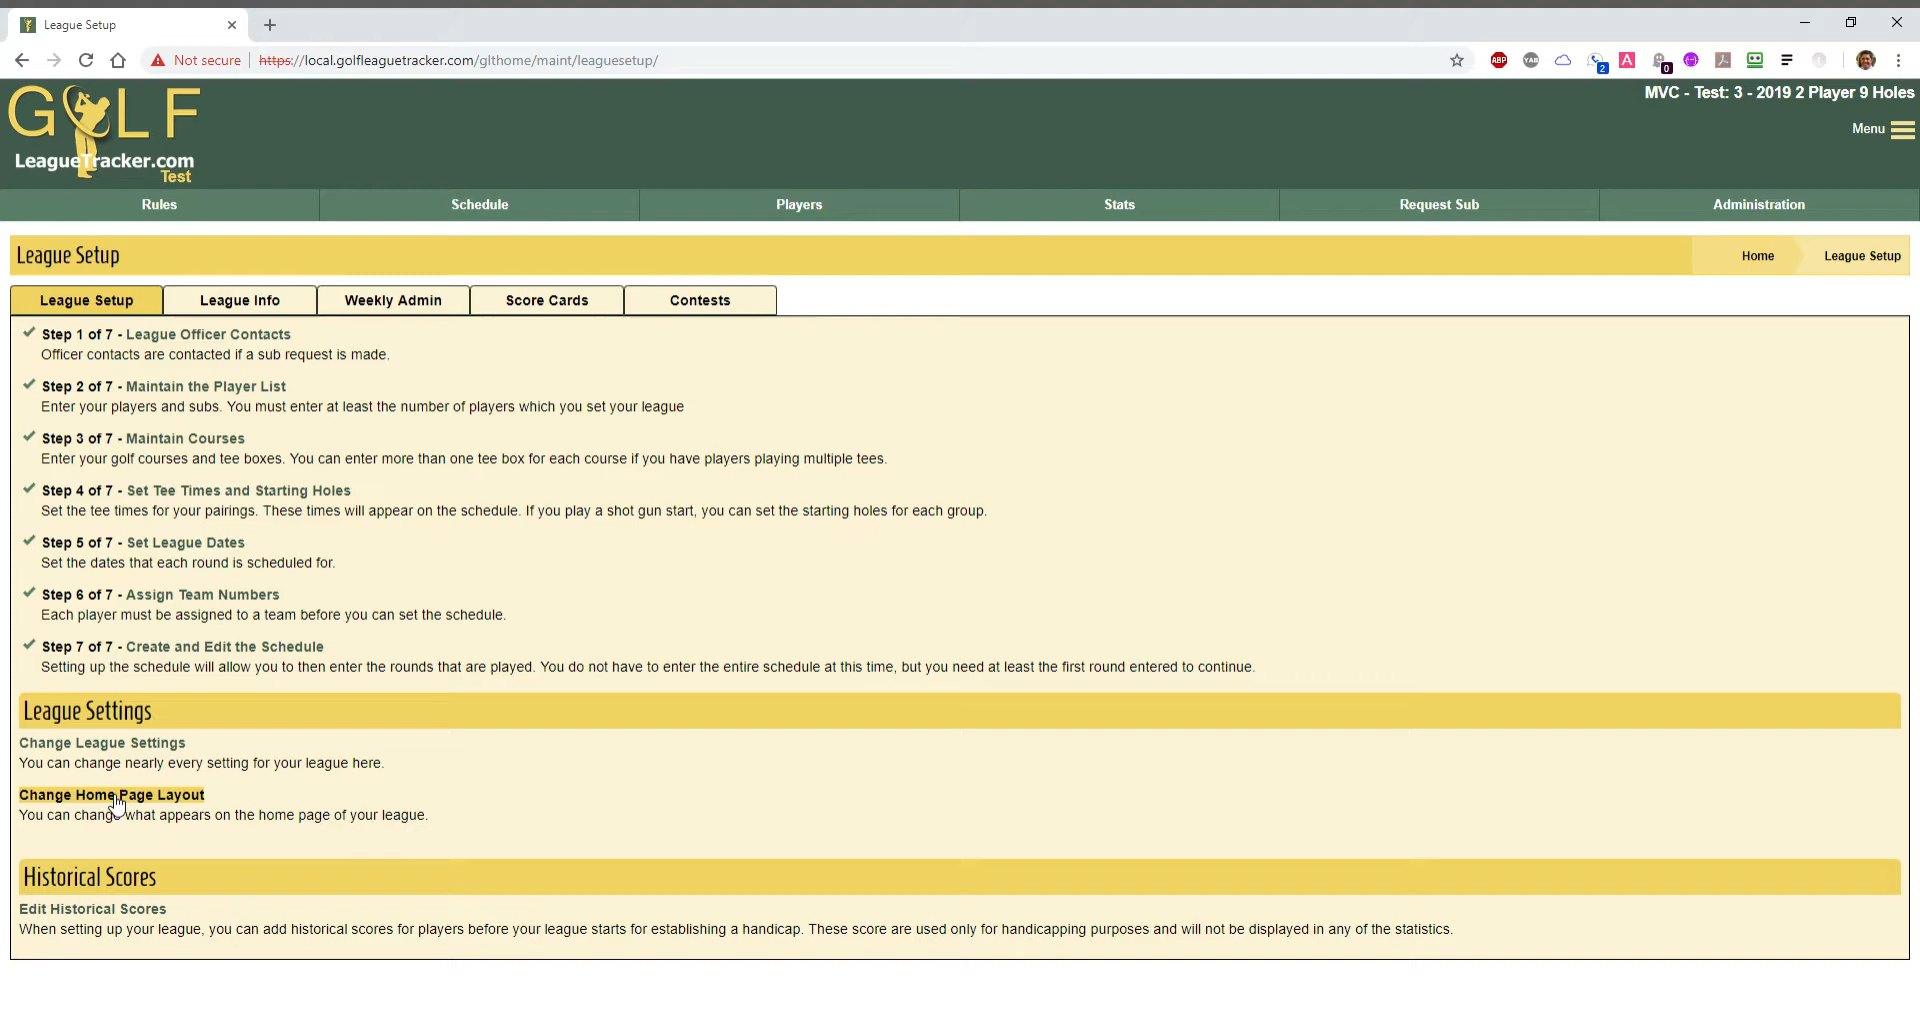 League Setup
Not secure
https://local.golfleaguetracker.com/glthome/maint/leaguesetup/
ABP
YAB
2
A
0
GOLF
LeagueTracker.com
Test
MVC - Test: 3 - 2019 2 Player 9 Holes
Menu
Rules
Schedule
Players
Stats
Request Sub
Administration
League Setup
Home
League Setup
League Setup
League Info
Weekly Admin
Score Cards
Contests
Step 1 of 7 - League Officer Contacts
Officer contacts are contacted if a sub request is made.
Step 2 of 7 - Maintain the Player List
Enter your players and subs. You must enter at least the number of players which you set your league
Step 3 of 7 - Maintain Courses
Enter your golf courses and tee boxes. You can enter more than one tee box for each course if you have players playing multiple tees.
Step 4 of 7 - Set Tee Times and Starting Holes
Set the tee times for your pairings. These times will appear on the schedule. If you play a shot gun start, you can set the starting holes for each group.
Step 5 of 7 - Set League Dates
Set the dates that each round is scheduled for.
Step 6 of 7 - Assign Team Numbers
Each player must be assigned to a team before you can set the schedule.
Step 7 of 7 - Create and Edit the Schedule
Setting up the schedule will allow you to then enter the rounds that are played. You do not have to enter the entire schedule at this time, but you need at least the first round entered to continue.
League Settings
Change League Settings
You can change nearly every setting for your league here.
Change Home Page Layout
You can change what appears on the home page of your league.
Historical Scores
Edit Historical Scores
When setting up your league, you can add historical scores for players before your league starts for establishing a handicap. These score are used only for handicapping purposes and will not be displayed in any of the statistics.